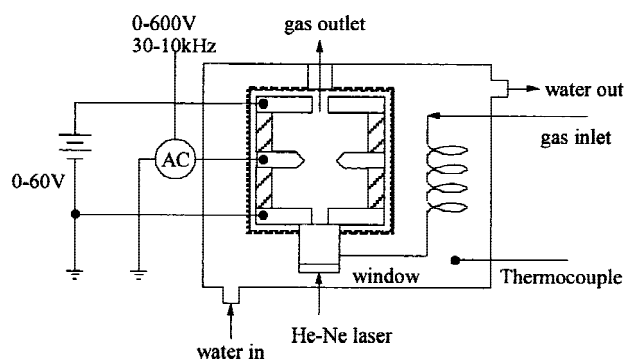 0-600V
30-10kHz
gas outlet
water out
gas inlet
AC
0-60V
window
Thermocouple
He-Ne laser
water in